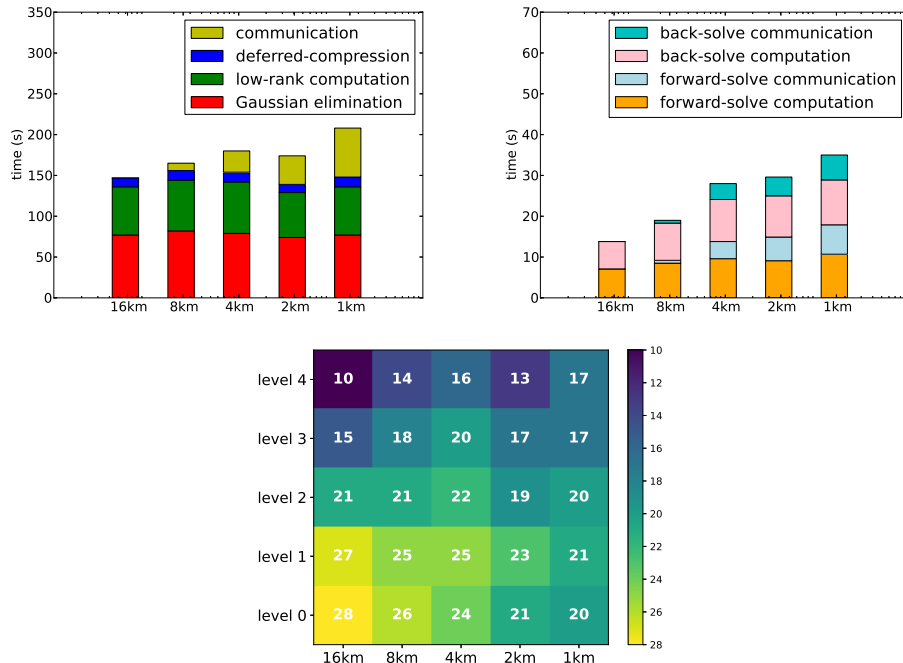 350
300
250
200
150
100
50
0
time (s)
communication
deferred-compression
low-rank computation
Gaussian elimination
16km 8km 4km 2km 1km
70
60
50
40
30
20
10
0
time (s)
back-solve communication
back-solve computation
forward-solve communication
forward-solve computation
16km 8km 4km 2km 1km
level 4 10 14 16 13 17
level 3 15 18 20 17 17
level 2 21 21 22 19 20
level 1 27 25 25 23 21
level 0 28 26 24 21 20
16km 8km 4km 2km 1km
10
12
14
16
18
20
22
24
26
28